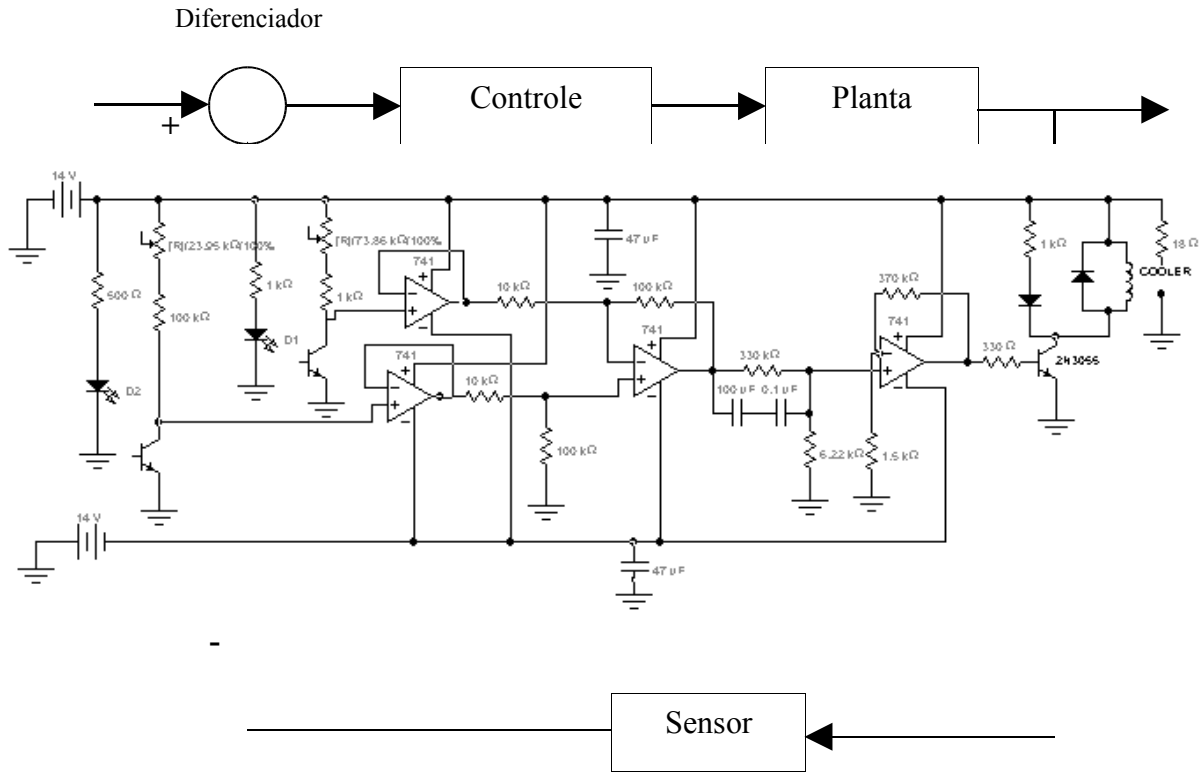 Diferenciador
Controle
Planta
+
14 V
[R](23.95 kΩ/100%
[R](73.86 kΩ/100%
47 uF
500 Ω
100 kΩ
1 kΩ
D1
1 kΩ
D2
741
+
-
+
-
741
+
-
+
-
10 kΩ
10 kΩ
100 kΩ
100 kΩ
741
+
-
+
-
330 kΩ
100 uF
0.1 uF
6.22 kΩ
1.5 kΩ
370 kΩ
741
+
-
+
-
330 Ω
1 kΩ
COOLER
18 Ω
14 V
47 uF
-
Sensor